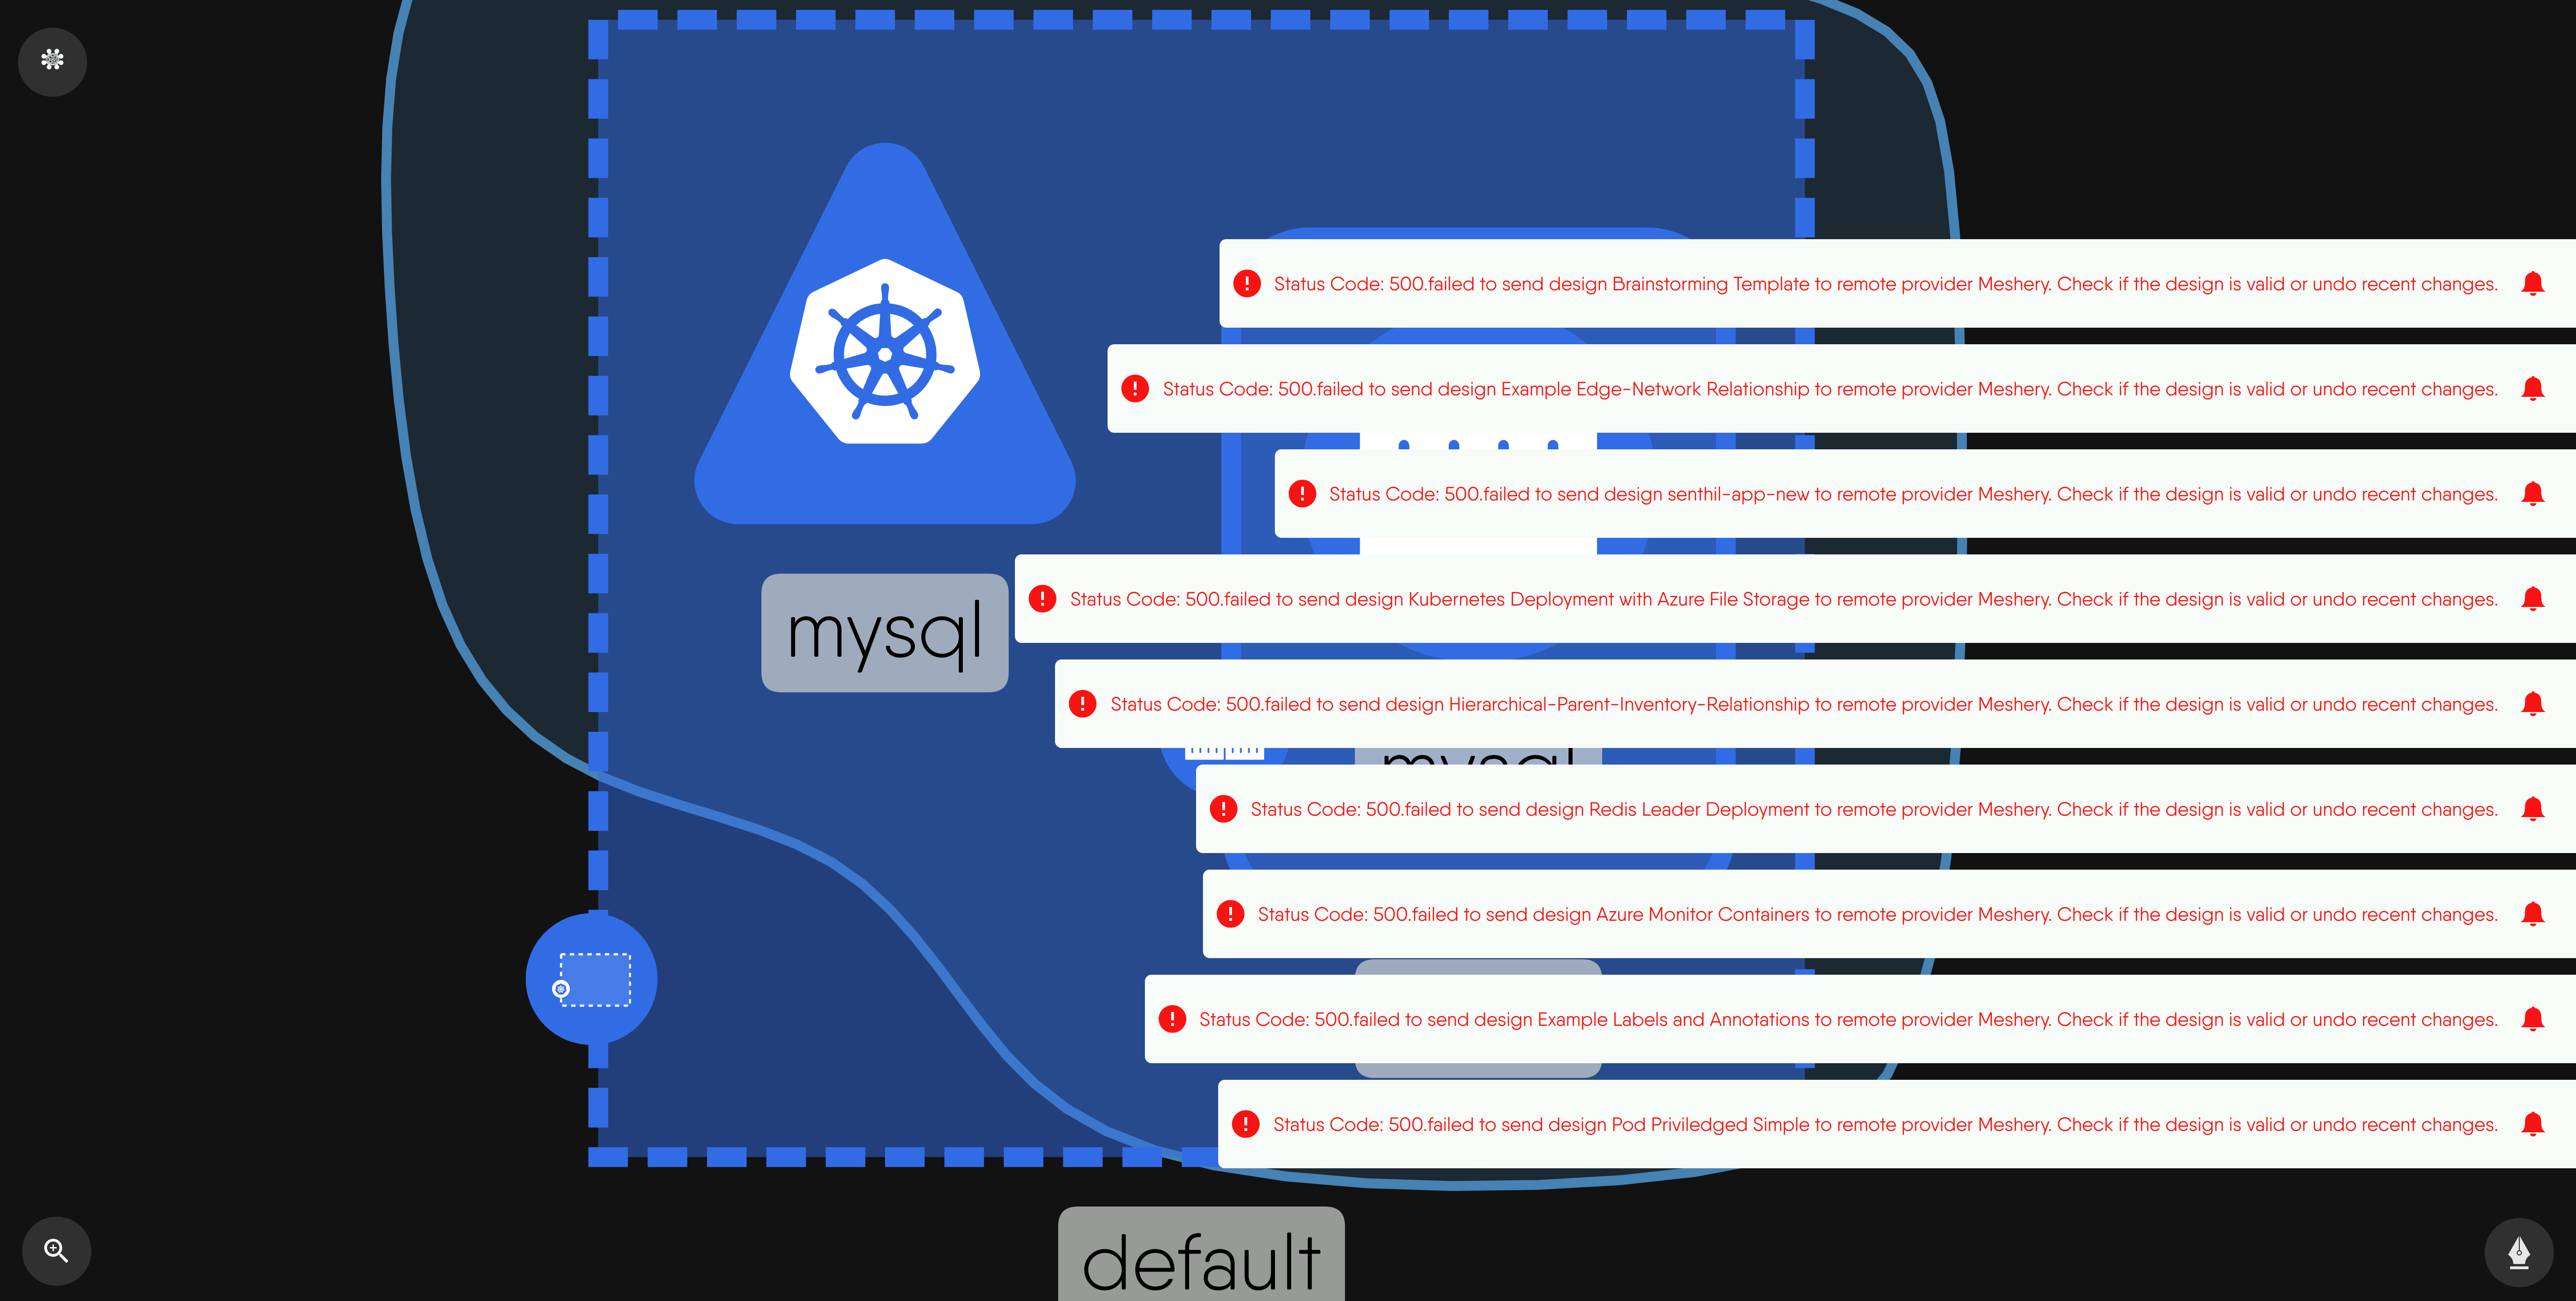 Status Code: 500.failed to send design Brainstorming Template to remote provider Meshery. Check if the design is valid or undo recent changes.
Status Code: 500.failed to send design Example Edge-Network Relationship to remote provider Meshery. Check if the design is valid or undo recent changes.
Status Code: 500.failed to send design senthil-app-new to remote provider Meshery. Check if the design is valid or undo recent changes.
Status Code: 500.failed to send design Kubernetes Deployment with Azure File Storage to remote provider Meshery. Check if the design is valid or undo recent changes.
mysql
Status Code: 500.failed to send design Hierarchical-Parent-Inventory-Relationship to remote provider Meshery. Check if the design is valid or undo recent changes.
mysql
Status Code: 500.failed to send design Redis Leader Deployment to remote provider Meshery. Check if the design is valid or undo recent changes.
Status Code: 500.failed to send design Azure Monitor Containers to remote provider Meshery. Check if the design is valid or undo recent changes.
Status Code: 500.failed to send design Example Labels and Annotations to remote provider Meshery. Check if the design is valid or undo recent changes.
Status Code: 500.failed to send design Pod Priviledged Simple to remote provider Meshery. Check if the design is valid or undo recent changes.
default